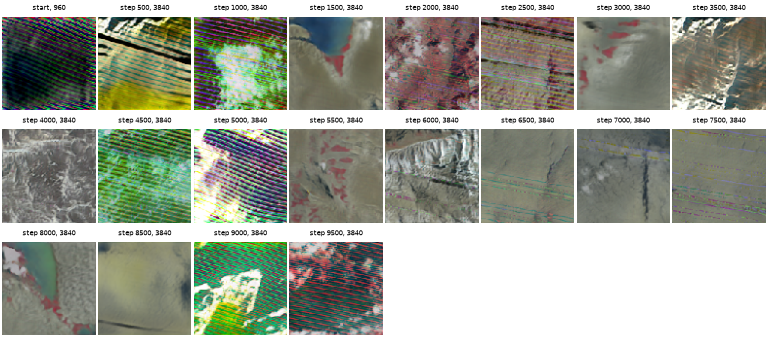 start, 960
step 500, 3840
step 1000, 3840
step 1500, 3840
step 2000, 3840
step 2500, 3840
step 3000, 3840
step 3500, 3840
step 4000, 3840
step 4500, 3840
step 5000, 3840
step 5500, 3840
step 6000, 3840
step 6500, 3840
step 7000, 3840
step 7500, 3840
step 8000, 3840
step 8500, 3840
step 9000, 3840
step 9500, 3840